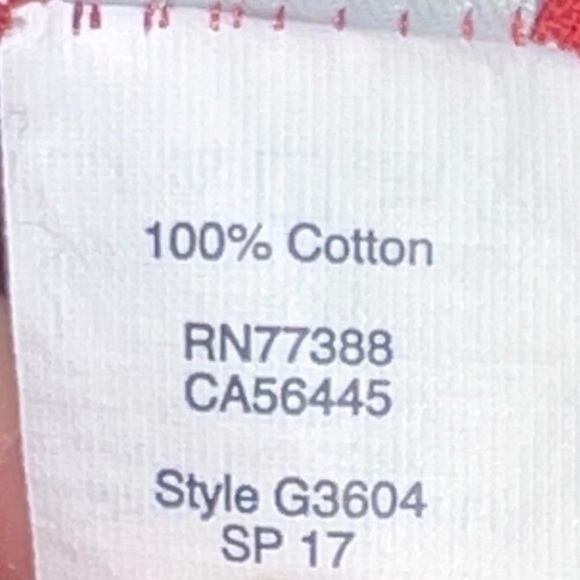 100% Cotton
RN77388
CA56445
Style G3604
SP 17